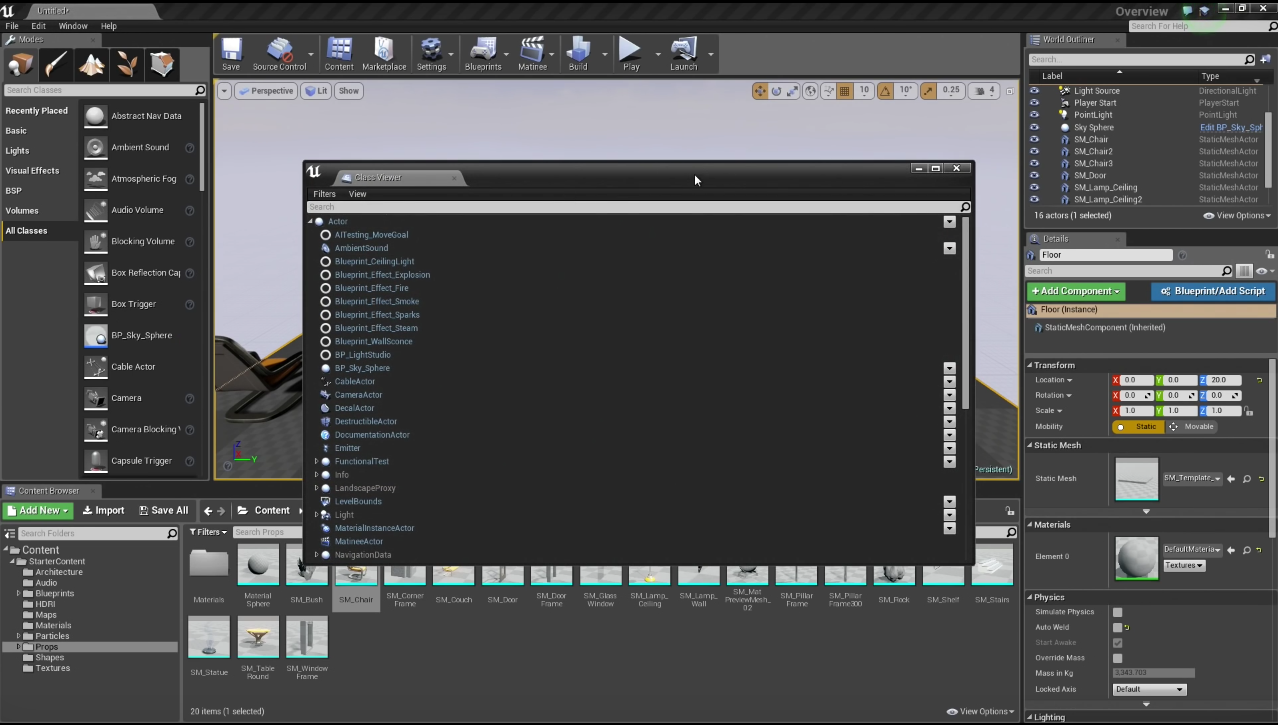 Untitled*
Overview
File Edit Window Help
Search For Help
Modes
Search Classes
Recently Placed
Basic
Lights
Visual Effects
BSP
Volumes
All Classes
Abstract Nav Data
Ambient Sound
Atmospheric Fog
Audio Volume
Blocking Volume
Box Reflection Cap
Box Trigger
BP_Sky_Sphere
Cable Actor
Camera
Camera Blocking V
Capsule Trigger
Save Source Control Content Marketplace Settings Blueprints Matinee Build Play Launch
Perspective Lit Show
10 10° 0.25 4
Z
Y
Persistent)
Class Viewer
Filters View
Search
Actor
AITesting_MoveGoal
AmbientSound
Blueprint_CeilingLight
Blueprint_Effect_Explosion
Blueprint_Effect_Fire
Blueprint_Effect_Smoke
Blueprint_Effect_Sparks
Blueprint_Effect_Steam
Blueprint_WallSconce
BP_LightStudio
BP_Sky_Sphere
CableActor
CameraActor
DecalActor
DestructibleActor
DocumentationActor
Emitter
FunctionalTest
Info
LandscapeProxy
LevelBounds
Light
MaterialInstanceActor
MatineeActor
NavigationData
World Outliner
Search...
Label Type
Light Source DirectionalLight
Player Start PlayerStart
PointLight PointLight
Sky Sphere Edit BP_Sky_Sph
SM_Chair StaticMeshActor
SM_Chair2 StaticMeshActor
SM_Chair3 StaticMeshActor
SM_Door StaticMeshActor
SM_Lamp_Ceiling StaticMeshActor
SM_Lamp_Ceiling2 StaticMeshActor
16 actors (1 selected) View Options
Details
Floor
Search
+Add Component Blueprint/Add Script
Floor (Instance)
StaticMeshComponent (Inherited)
Transform
Location X 0.0 Y 0.0 Z 20.0
Rotation X 0.0 Y 0.0 Z 0.0
Scale X 1.0 Y 1.0 Z 1.0
Mobility Static Movable
Static Mesh
Static Mesh SM_Template_
Materials
Element 0 DefaultMateria
Textures
Physics
Simulate Physics
Auto Weld
Start Awake
Override Mass
Mass in Kg 3,343.703
Locked Axis Default
Lighting
Content Browser
Add New Import Save All Content
Search Folders
Filters Search Props
Content
StarterContent
Architecture
Audio
Blueprints
HDRI
Maps
Materials
Particles
Props
Shapes
Textures
Materials
Material Sphere
SM_Bush
SM_Chair
SM_Corner Frame
SM_Couch
SM_Door
SM_Door Frame
SM_Glass Window
SM_Lamp_ Ceiling
SM_Lamp_ Wall
SM_Mat PreviewMesh_ 02
SM_Pillar Frame
SM_Pillar Frame300
SM_Rock
SM_Shelf
SM_Stairs
SM_Statue
SM_Table Round
SM_Window Frame
20 items (1 selected) View Options